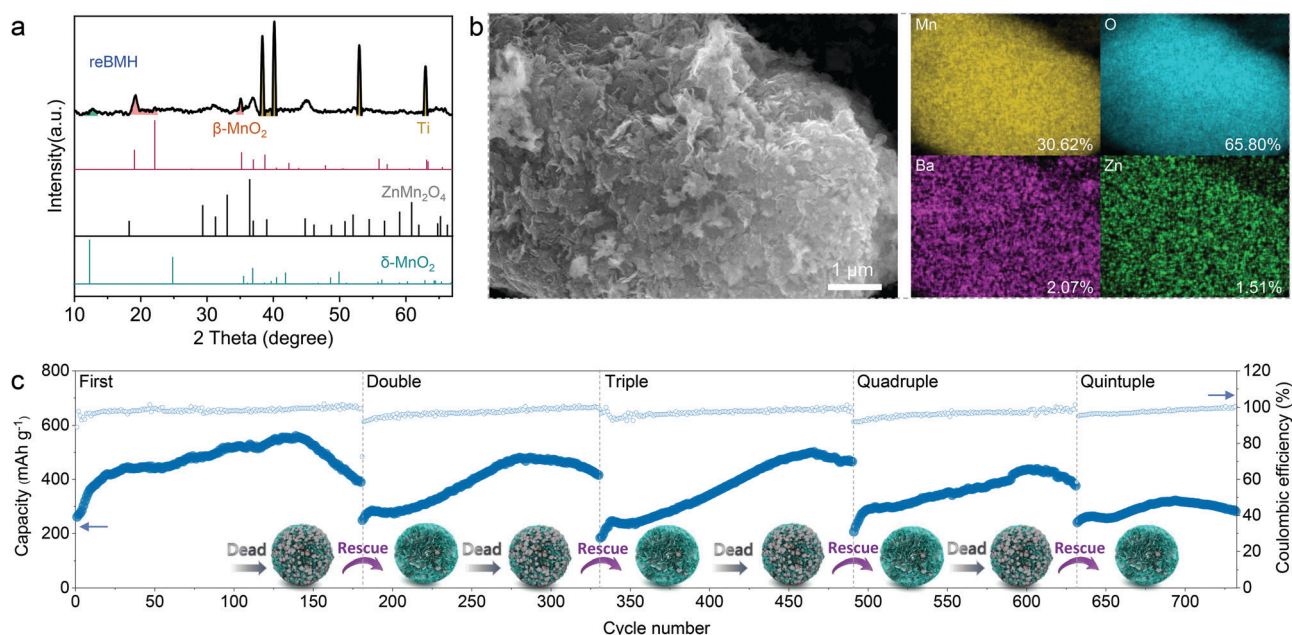 a
reBMH
β-MnO₂
Ti
ZnMn₂O₄
δ-MnO₂
Intensity(a.u.)
10 20 30 40 50 60
2 Theta (degree)
b
1 μm
Mn
30.62%
O
65.80%
Ba
2.07%
Zn
1.51%
c
First
Double
Triple
Quadruple
Quintuple
Dead
Rescue
Dead
Rescue
Dead
Rescue
Dead
Rescue
800
600
400
200
0
Capacity (mAh g⁻¹)
120
100
80
60
40
20
0
Coulombic efficiency (%)
0 50 100 150 200 250 300 350 400 450 500 550 600 650 700
Cycle number